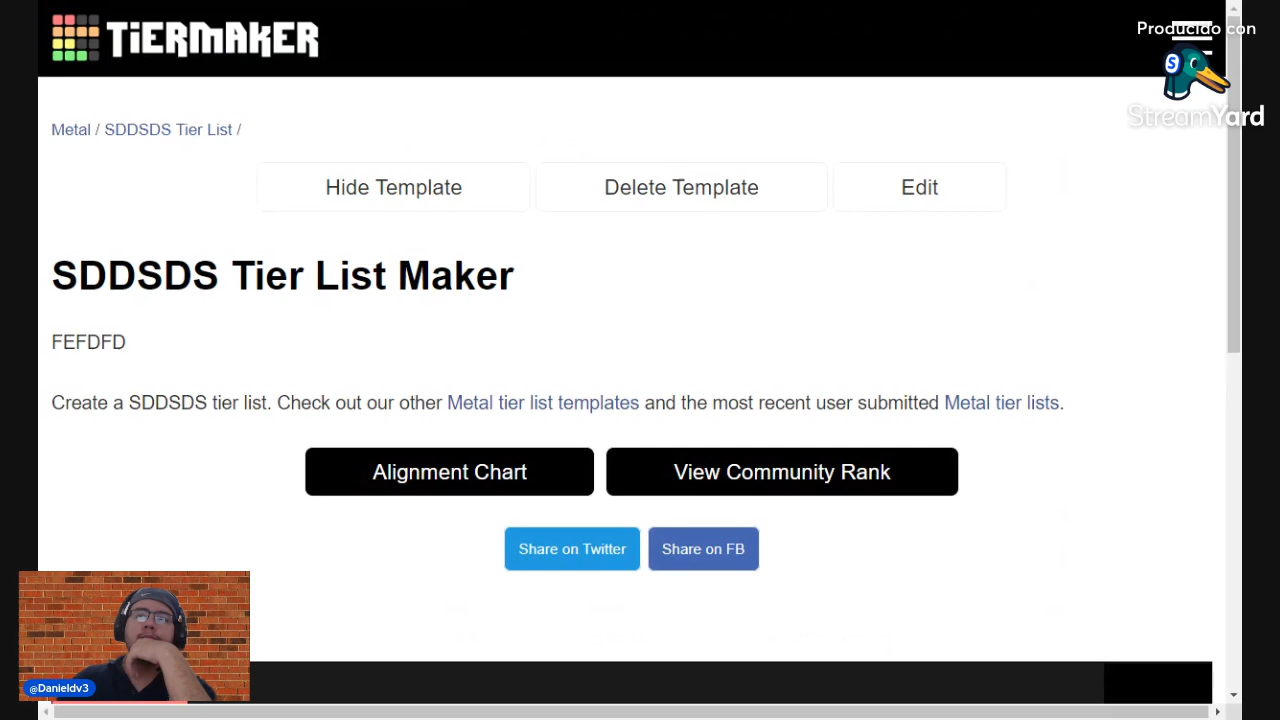 TiERMAKER
Producido con
S
StreamYard
Metal / SDDSDS Tier List /
Hide Template
Delete Template
Edit
SDDSDS Tier List Maker
FEFDFD
Create a SDDSDS tier list. Check out our other Metal tier list templates and the most recent user submitted Metal tier lists.
Alignment Chart
View Community Rank
Share on Twitter
Share on FB
@Danieldv3